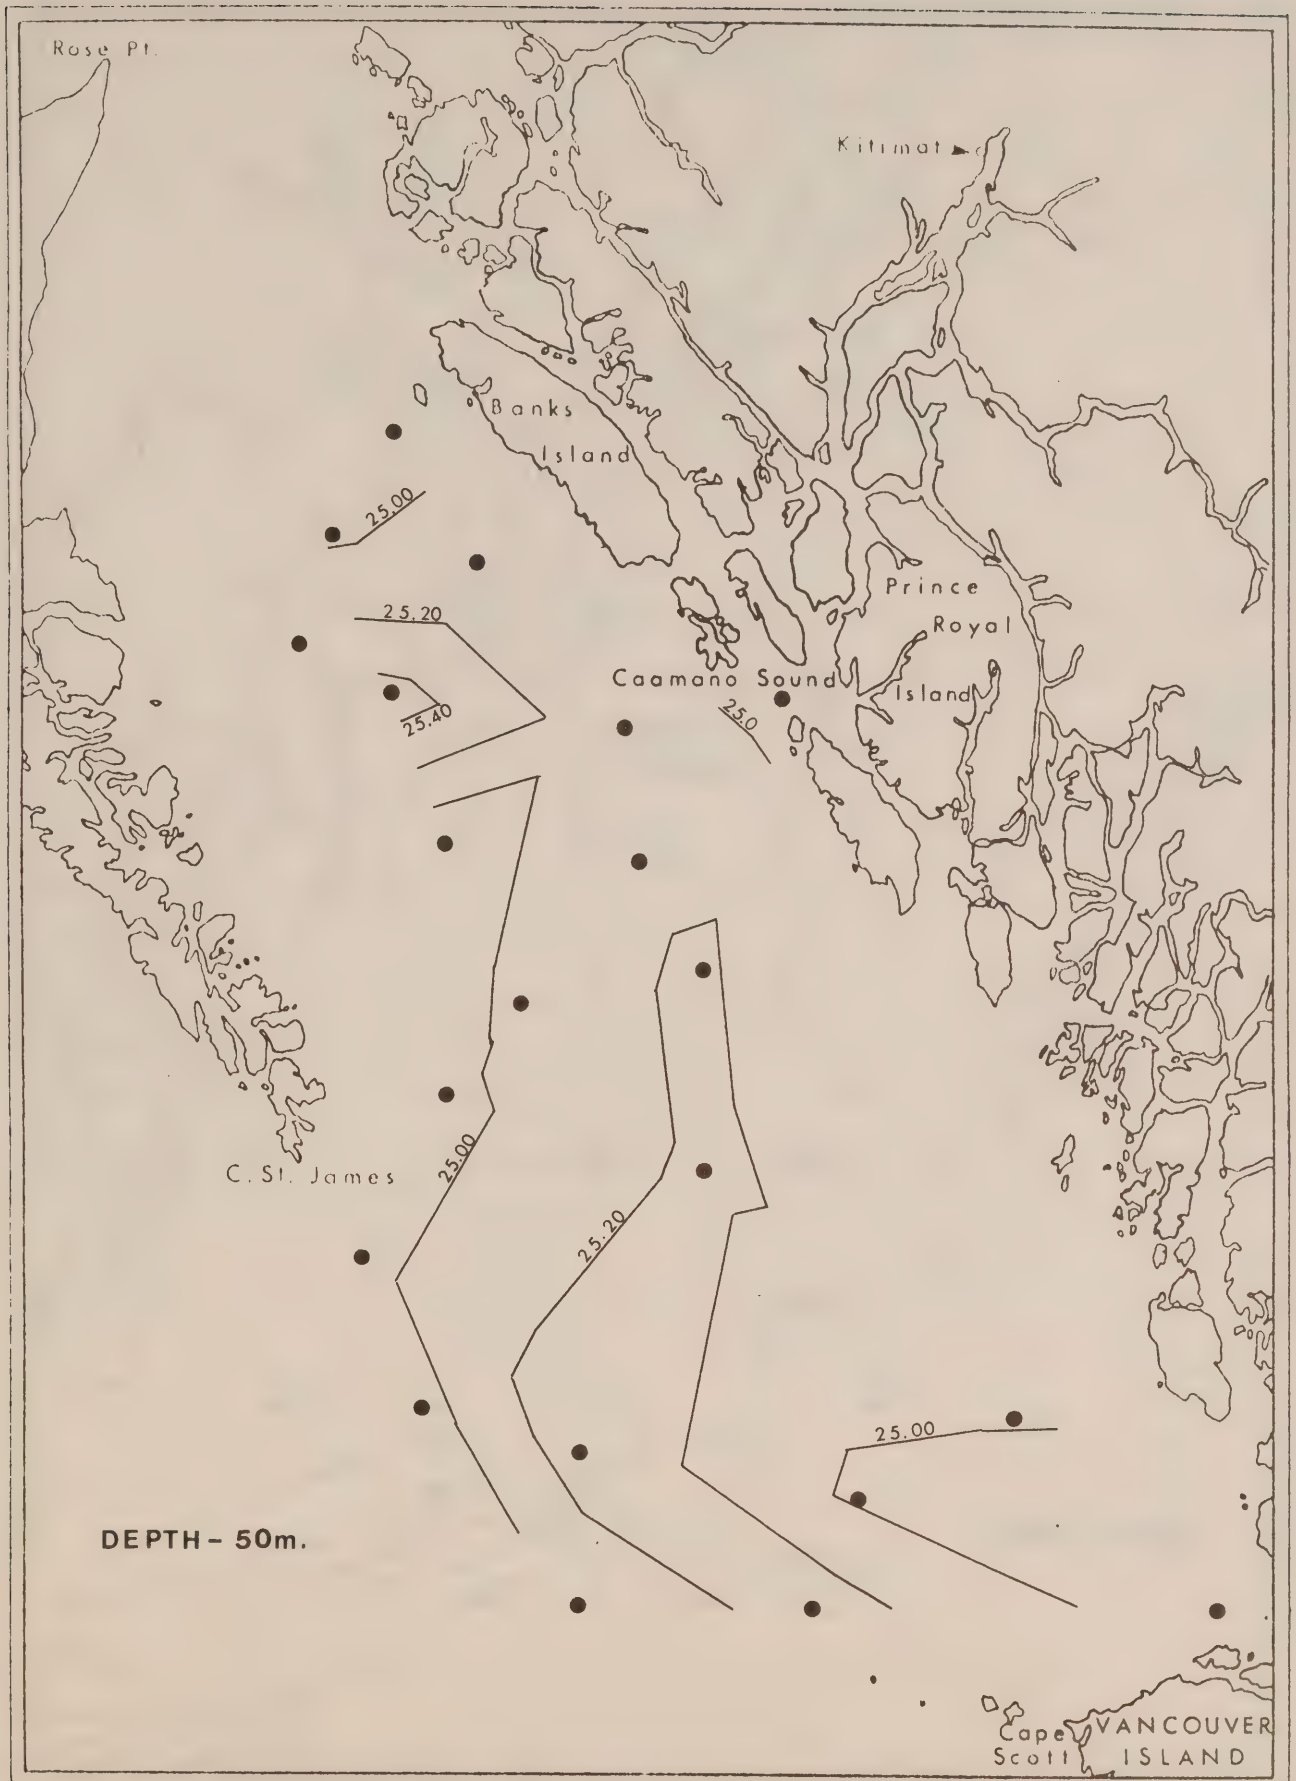 Rose Pt.
Kitimat
Banks
Island
25.00
25.20
25.40
Prince
Royal
Island
Caamano Sound
25.0
25.00
C. St. James
25.20
25.00
DEPTH - 50m.
Cape
Scott
VANCOUVER
ISLAND